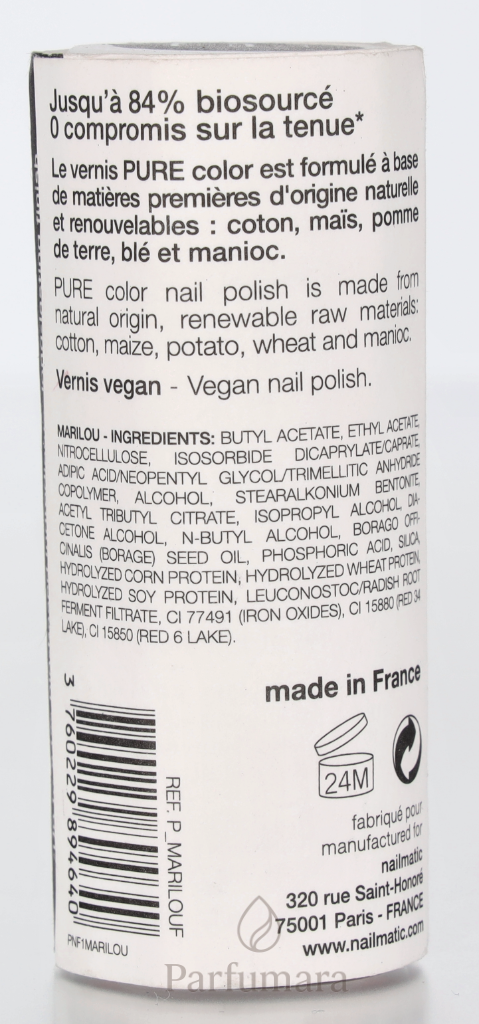 Jusqu'à 84% biosourcé
0 compromis sur la tenue*
Le vernis PURE color est formulé à base
de matières premières d'origine naturelle
et renouvelables : coton, maïs, pomme
de terre, blé et manioc.
PURE color nail polish is made from
natural origin, renewable raw materials:
cotton, maize, potato, wheat and manioc.
Vernis vegan - Vegan nail polish.
MARILOU - INGREDIENTS: BUTYL ACETATE, ETHYL ACETATE,
NITROCELLULOSE, ISOSORBIDE DICAPRYLATE/CAPRATE,
ADIPIC ACID/NEOPENTYL GLYCOL/TRIMELLITIC ANHYDRIDE
COPOLYMER, ALCOHOL, STEARALKONIUM BENTONITE,
ACETYL TRIBUTYL CITRATE, ISOPROPYL ALCOHOL, DIA-
CETONE ALCOHOL, N-BUTYL ALCOHOL, BORAGO OFFI-
CINALIS (BORAGE) SEED OIL, PHOSPHORIC ACID, SILICA,
HYDROLYZED CORN PROTEIN, HYDROLYZED WHEAT PROTEIN,
HYDROLYZED SOY PROTEIN, LEUCONOSTOC/RADISH ROOT
FERMENT FILTRATE, CI 77491 (IRON OXIDES), CI 15880 (RED 34
LAKE), CI 15850 (RED 6 LAKE).
made in France
24M
fabriqué pour
manufactured for
nailmatic
320 rue Saint-Honoré
75001 Paris - FRANCE
www.nailmatic.com
3 760229 894640
REF. P_MARILOUF
PNF1MARILOU
Parfumara